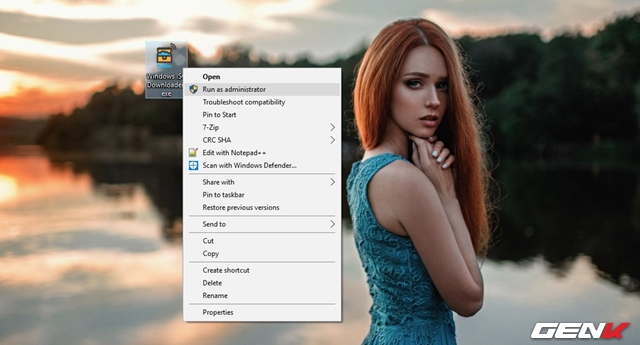 Windows ISO
Downloader.
exe
Open
Run as administrator
Troubleshoot compatibility
Pin to Start
7-Zip
CRC SHA
Edit with Notepad++
Scan with Windows Defender...
Share with
Pin to taskbar
Restore previous versions
Send to
Cut
Copy
Create shortcut
Delete
Rename
Properties
GENK